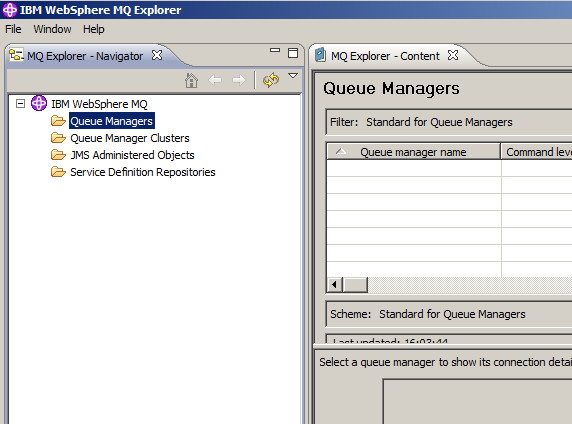 IBM WebSphere MQ Explorer
File Window Help
MQ Explorer - Navigator
IBM WebSphere MQ
Queue Managers
Queue Manager Clusters
JMS Administered Objects
Service Definition Repositories
MQ Explorer - Content
Queue Managers
Filter: Standard for Queue Managers
Queue manager name Command leve
Scheme: Standard for Queue Managers
Last updated: 16:03:44
Select a queue manager to show its connection detai